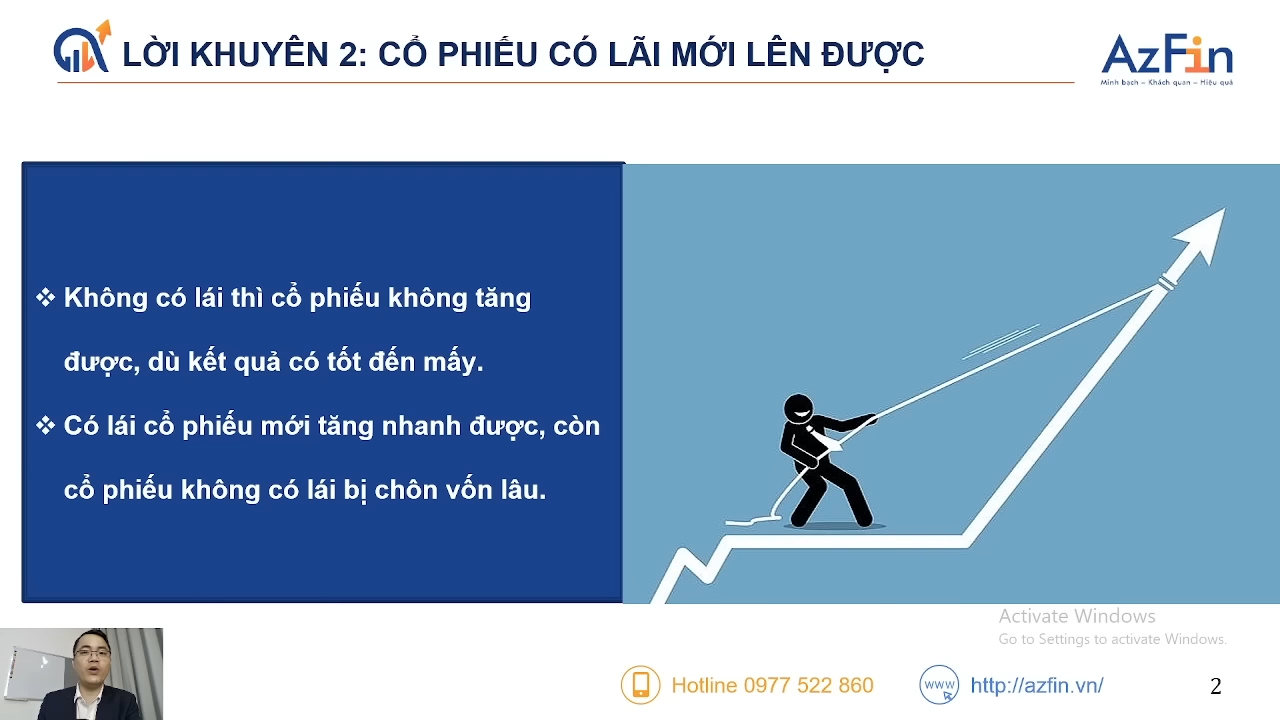 LỜI KHUYÊN 2: CỔ PHIẾU CÓ LÃI MỚI LÊN ĐƯỢC
AzFin
Minh bạch – Khách quan – Hiệu quả
❖ Không có lái thì cổ phiếu không tăng
được, dù kết quả có tốt đến mấy.
❖ Có lái cổ phiếu mới tăng nhanh được, còn
cổ phiếu không có lái bị chôn vốn lâu.
Activate Windows
Go to Settings to activate Windows.
Hotline 0977 522 860
www
http://azfin.vn/
2